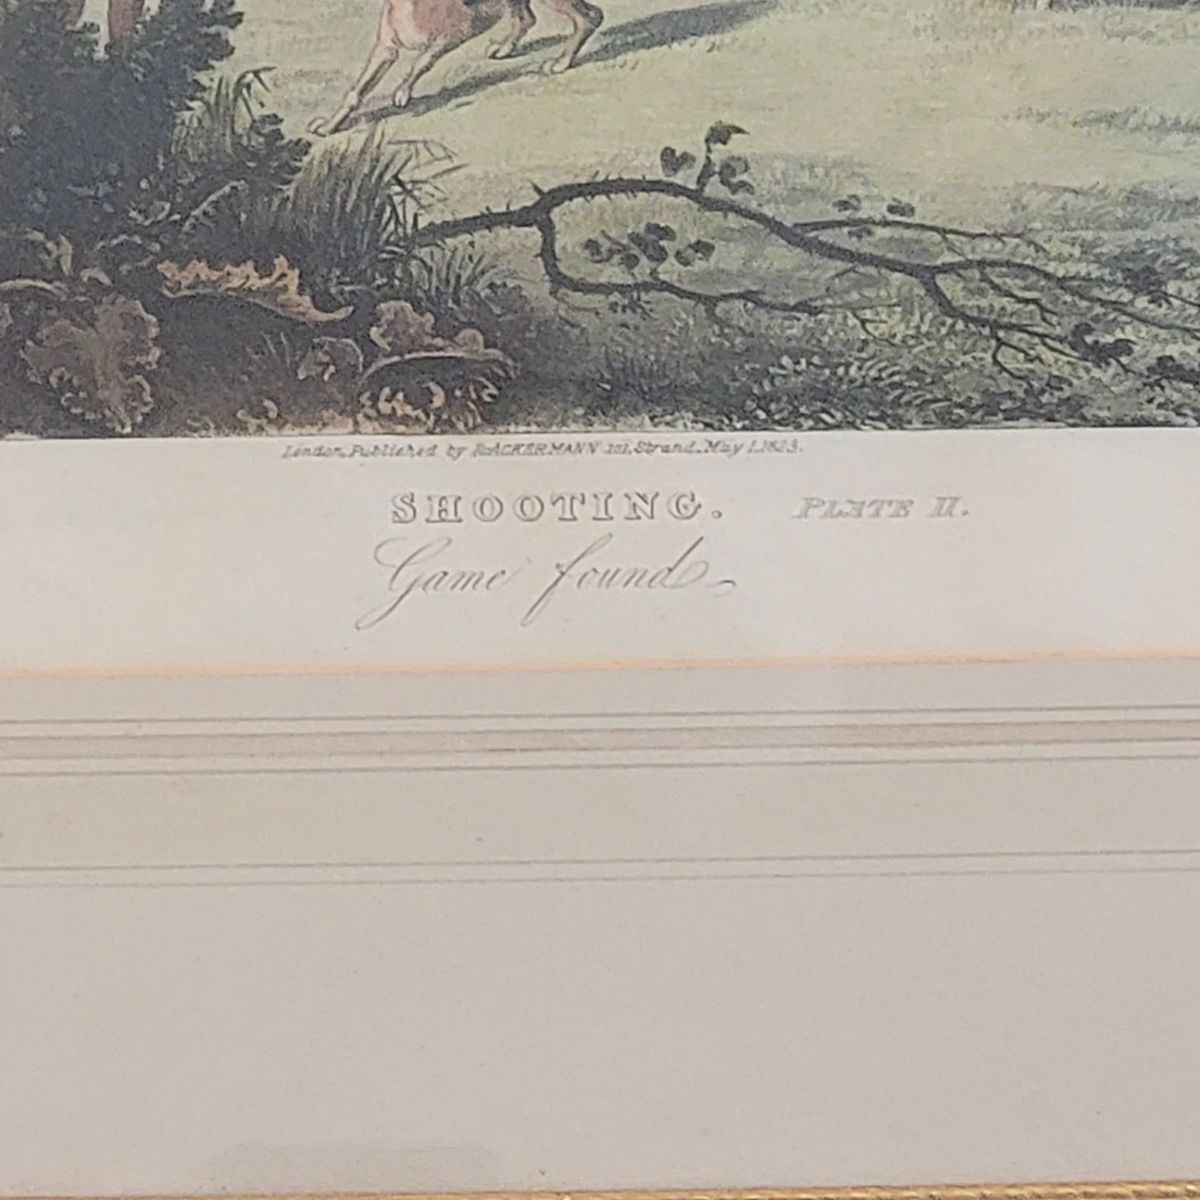 London, Published by R. ACKERMANN 101, Strand, May 1, 1823.
SHOOTING. PLATE II.
Game found